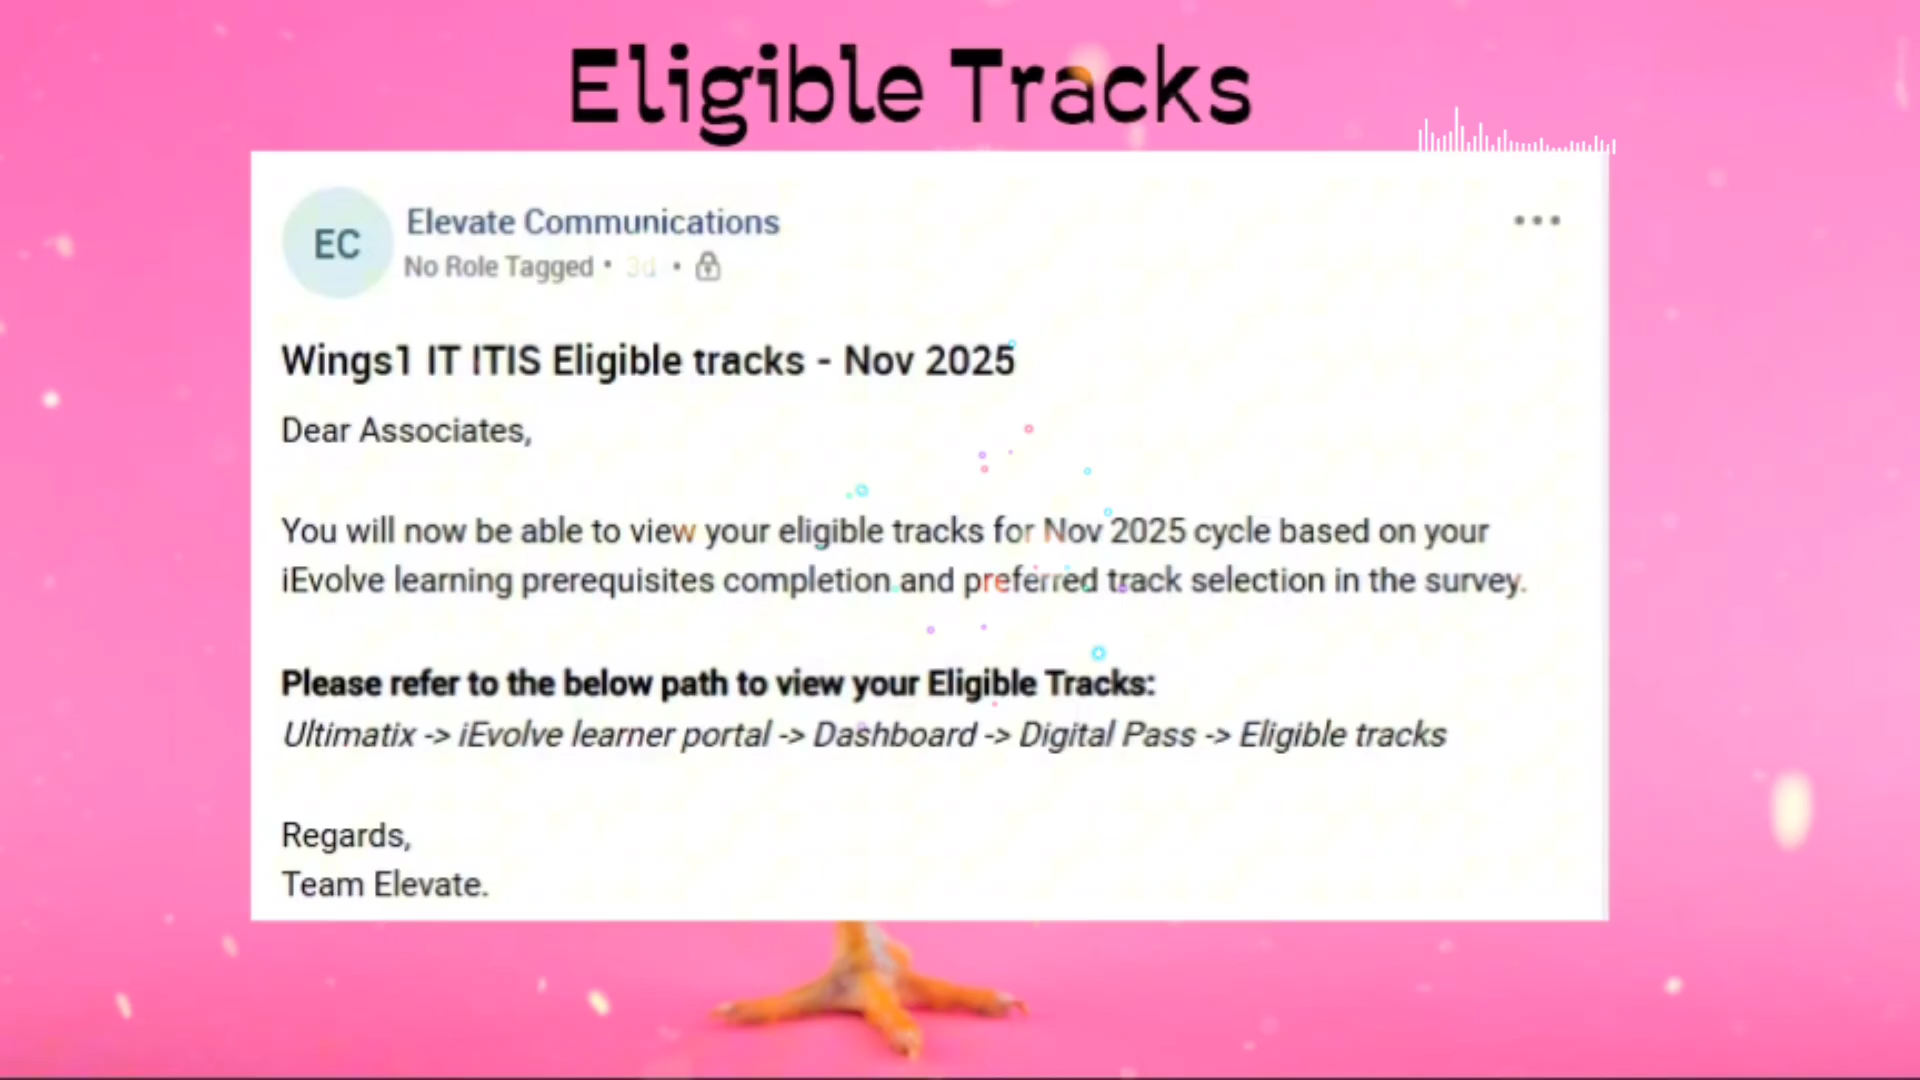 Eligible Tracks
EC
Elevate Communications
No Role Tagged • 3d •
Wings1 IT ITIS Eligible tracks - Nov 2025
Dear Associates,
You will now be able to view your eligible tracks for Nov 2025 cycle based on your
iEvolve learning prerequisites completion and preferred track selection in the survey.
Please refer to the below path to view your Eligible Tracks:
Ultimatix -> iEvolve learner portal -> Dashboard -> Digital Pass -> Eligible tracks
Regards,
Team Elevate.